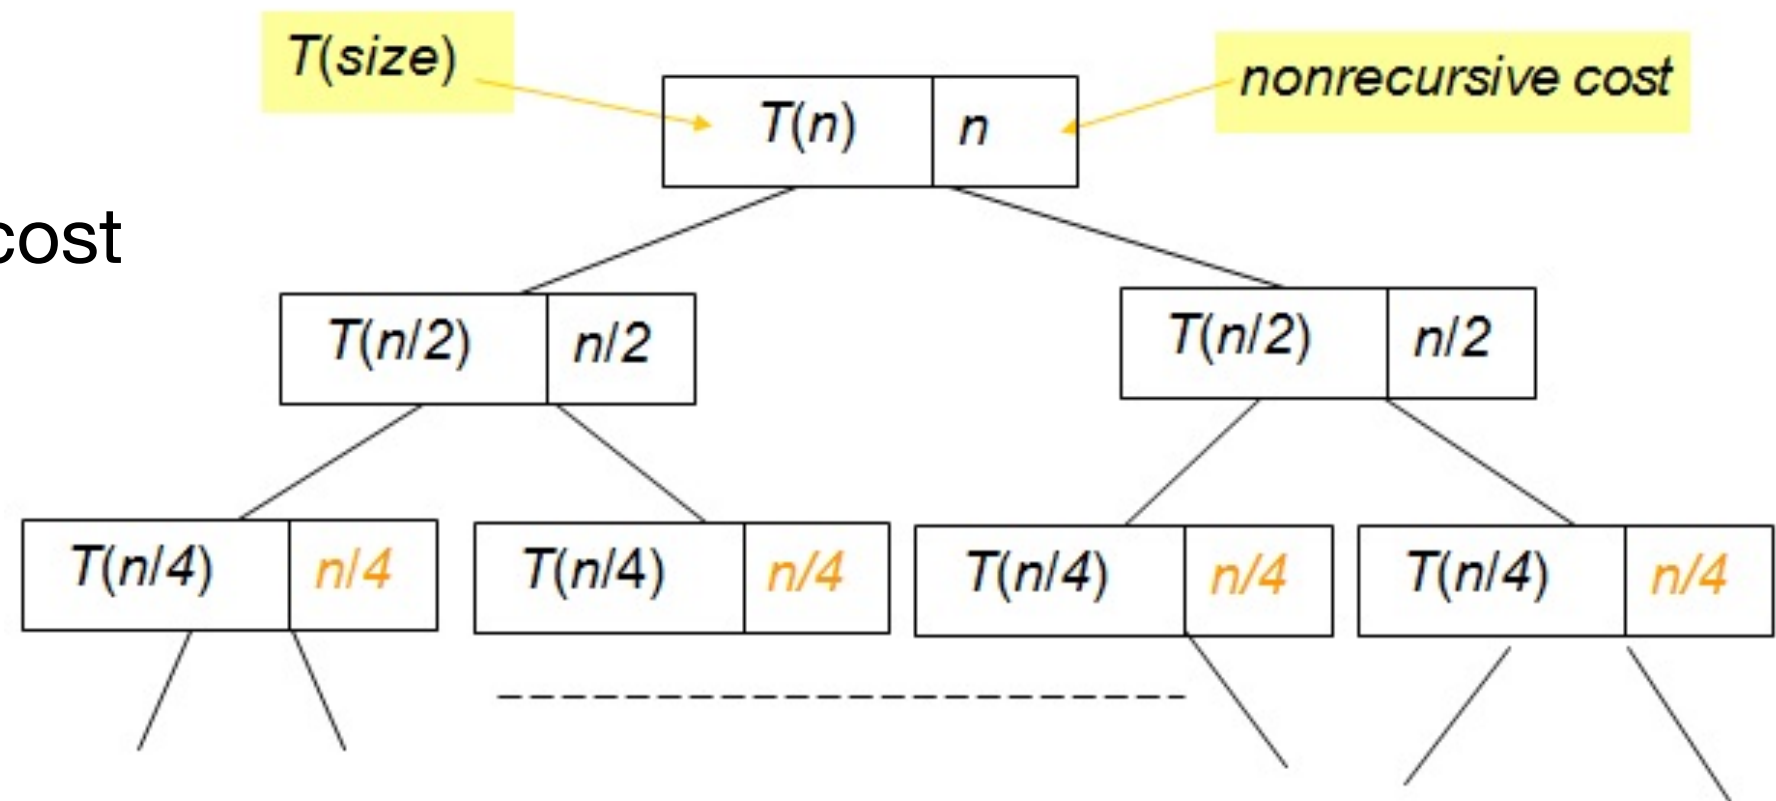 T(size)
nonrecursive cost
T(n) n
cost
T(n/2) n/2
T(n/2) n/2
T(n/4) n/4
T(n/4) n/4
T(n/4) n/4
T(n/4) n/4